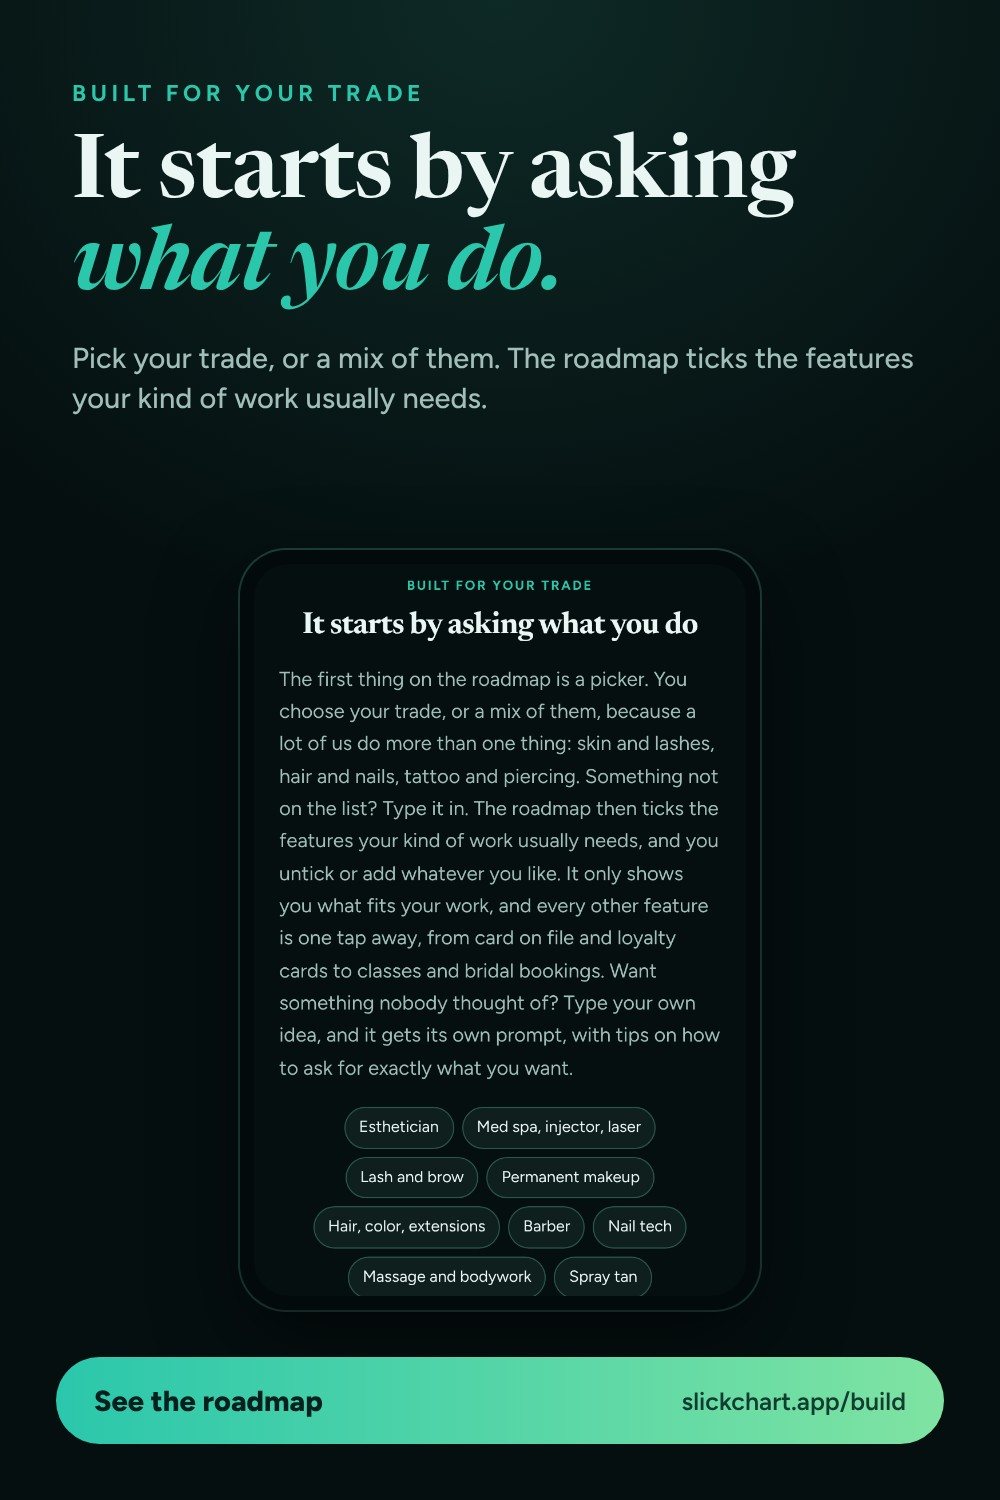 BUILT FOR YOUR TRADE
It starts by asking
what you do.
Pick your trade, or a mix of them. The roadmap ticks the features
your kind of work usually needs.
BUILT FOR YOUR TRADE
It starts by asking what you do
The first thing on the roadmap is a picker. You
choose your trade, or a mix of them, because a
lot of us do more than one thing: skin and lashes,
hair and nails, tattoo and piercing. Something not
on the list? Type it in. The roadmap then ticks the
features your kind of work usually needs, and you
untick or add whatever you like. It only shows
you what fits your work, and every other feature
is one tap away, from card on file and loyalty
cards to classes and bridal bookings. Want
something nobody thought of? Type your own
idea, and it gets its own prompt, with tips on how
to ask for exactly what you want.
Esthetician
Med spa, injector, laser
Lash and brow
Permanent makeup
Hair, color, extensions
Barber
Nail tech
Massage and bodywork
Spray tan
See the roadmap
slickchart.app/build